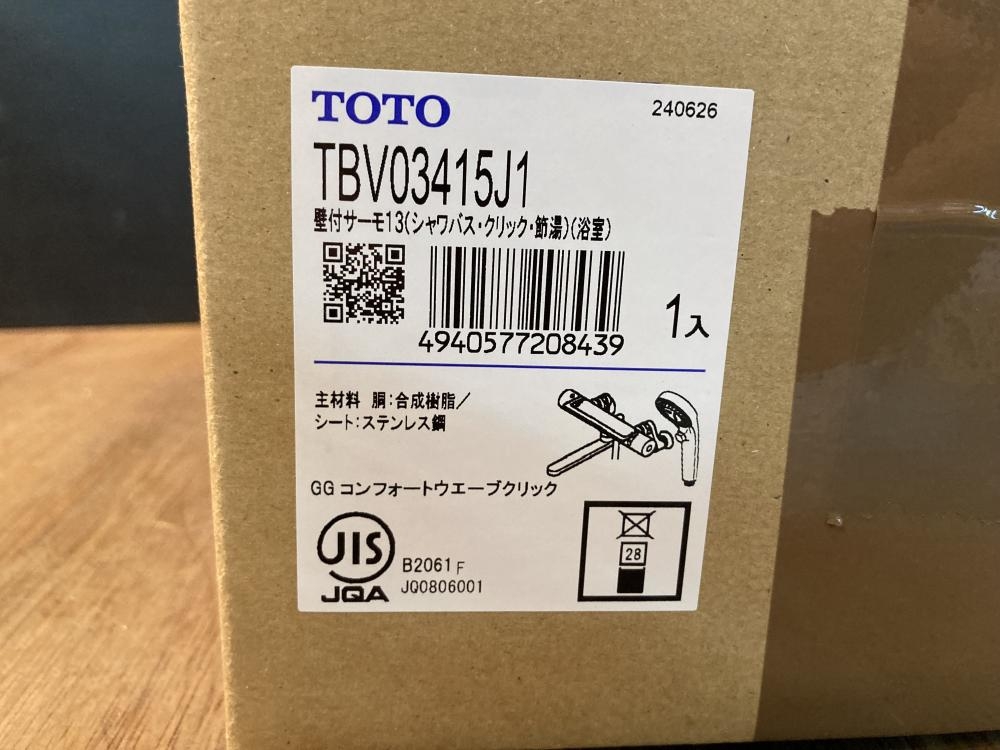 TOTO
240626
TBV03415J1
壁付サーモ13(シャワバス・クリック・節湯)(浴室)
4940577208439
1入
主材料 胴:合成樹脂/
シート:ステンレス鋼
GG コンフォートウエーブクリック
JIS
JQA
B2061 F
JQ0806001
28